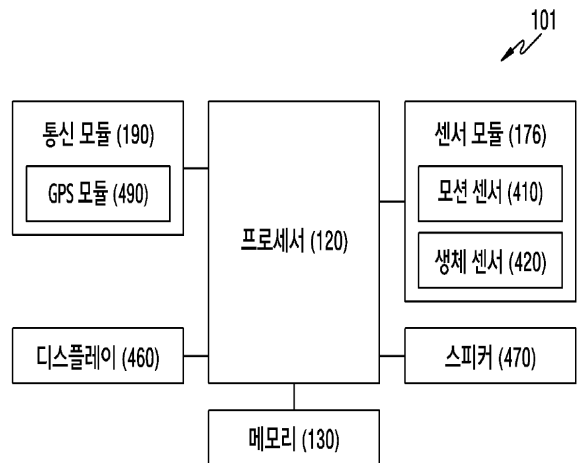 101
통신 모듈 (190)
GPS 모듈 (490)
프로세서 (120)
센서 모듈 (176)
모션 센서 (410)
생체 센서 (420)
디스플레이 (460)
스피커 (470)
메모리 (130)